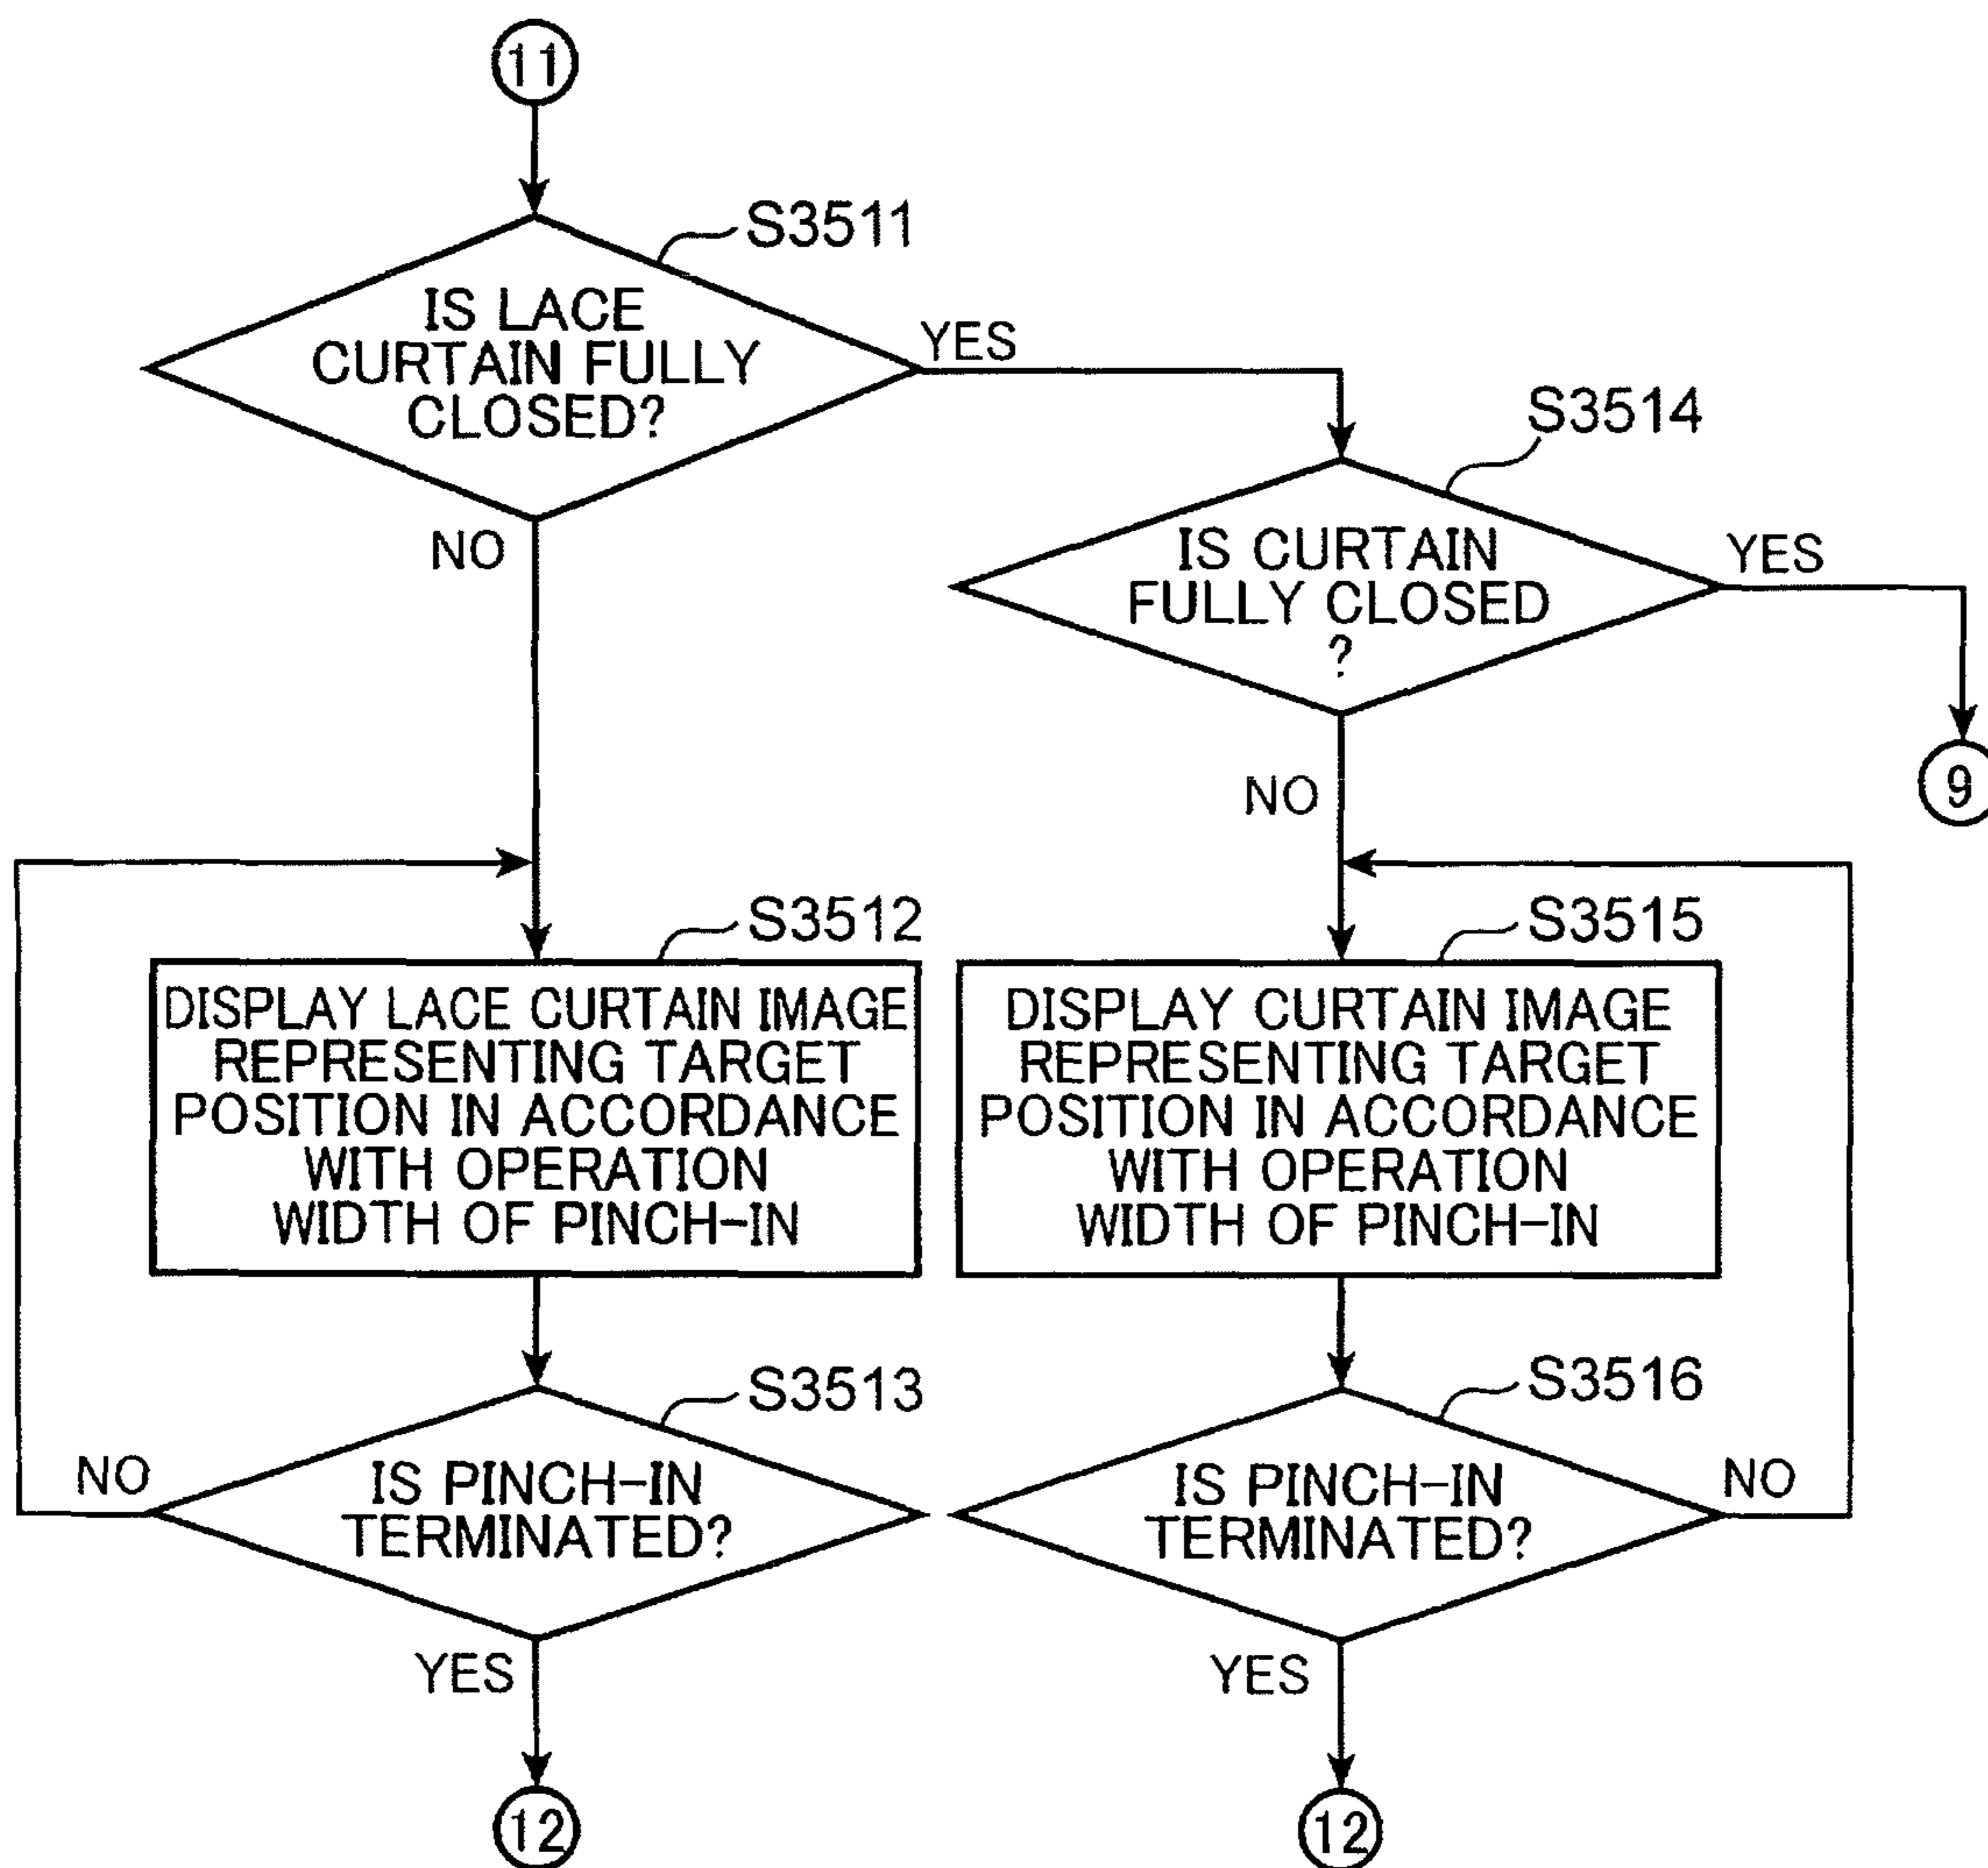 11
S3511
IS LACE
CURTAIN FULLY
CLOSED?
YES
NO
S3514
IS CURTAIN
FULLY CLOSED
?
YES
NO
9
S3512
DISPLAY LACE CURTAIN IMAGE
REPRESENTING TARGET
POSITION IN ACCORDANCE
WITH OPERATION
WIDTH OF PINCH-IN
S3515
DISPLAY CURTAIN IMAGE
REPRESENTING TARGET
POSITION IN ACCORDANCE
WITH OPERATION
WIDTH OF PINCH-IN
S3513
IS PINCH-IN
TERMINATED?
NO
YES
12
S3516
IS PINCH-IN
TERMINATED?
NO
YES
12